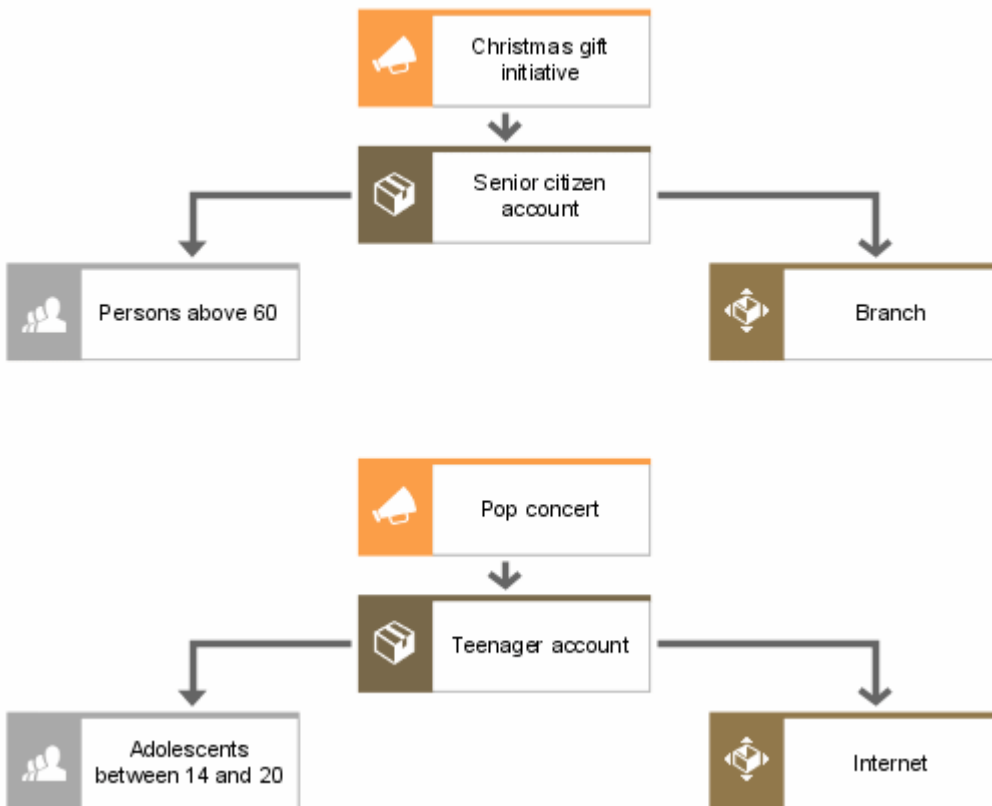 Christmas gift
initiative
Senior citizen
account
Persons above 60
Branch
Pop concert
Teenager account
Adolescents
between 14 and 20
Internet